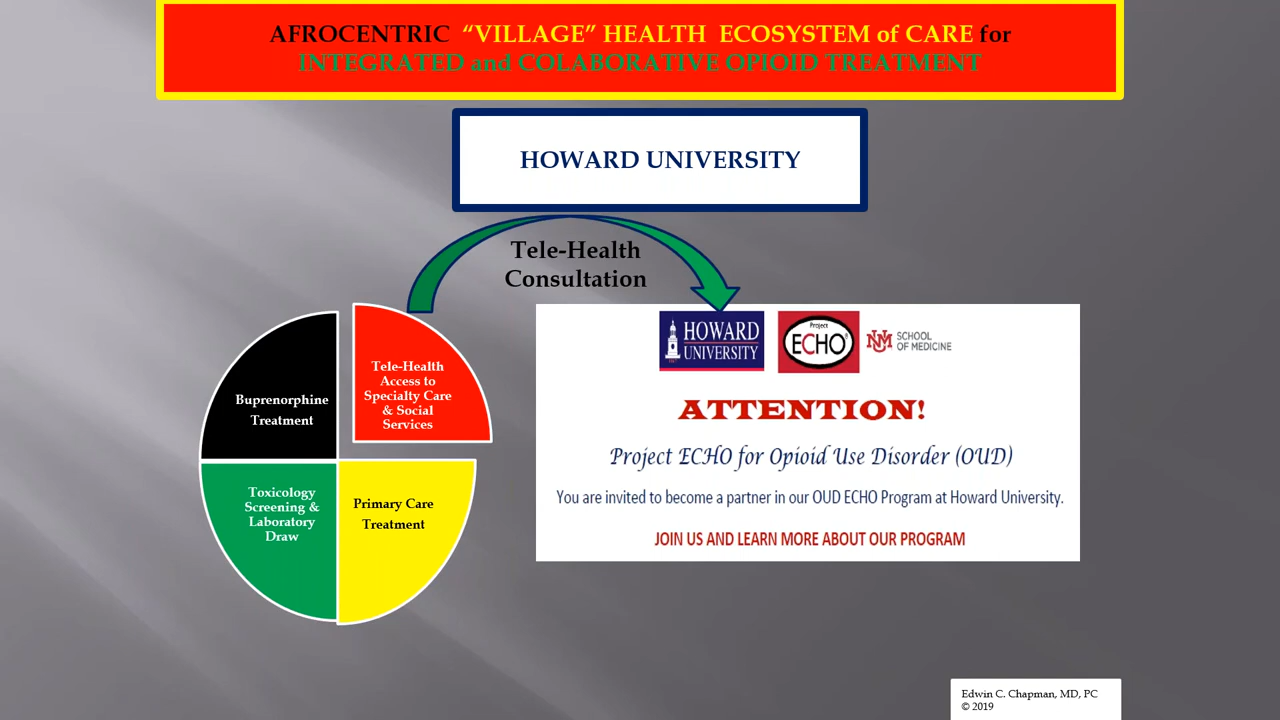 AFROCENTRIC “VILLAGE” HEALTH ECOSYSTEM of CARE for
INTEGRATED and COLABORATIVE OPIOID TREATMENT
HOWARD UNIVERSITY
Tele-Health
Consultation
Buprenorphine
Treatment
Tele-Health
Access to
Specialty Care
& Social
Services
Toxicology
Screening &
Laboratory
Draw
Primary Care
Treatment
HOWARD
UNIVERSITY
Project
ECHO®
NM SCHOOL
OF MEDICINE
ATTENTION!
Project ECHO for Opioid Use Disorder (OUD)
You are invited to become a partner in our OUD ECHO Program at Howard University.
JOIN US AND LEARN MORE ABOUT OUR PROGRAM
Edwin C. Chapman, MD, PC
© 2019